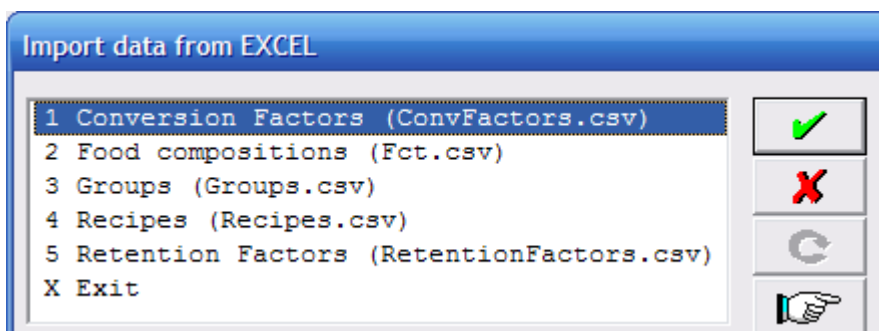 Import data from EXCEL
1 Conversion Factors (ConvFactors.csv)
2 Food compositions (Fct.csv)
3 Groups (Groups.csv)
4 Recipes (Recipes.csv)
5 Retention Factors (RetentionFactors.csv)
X Exit